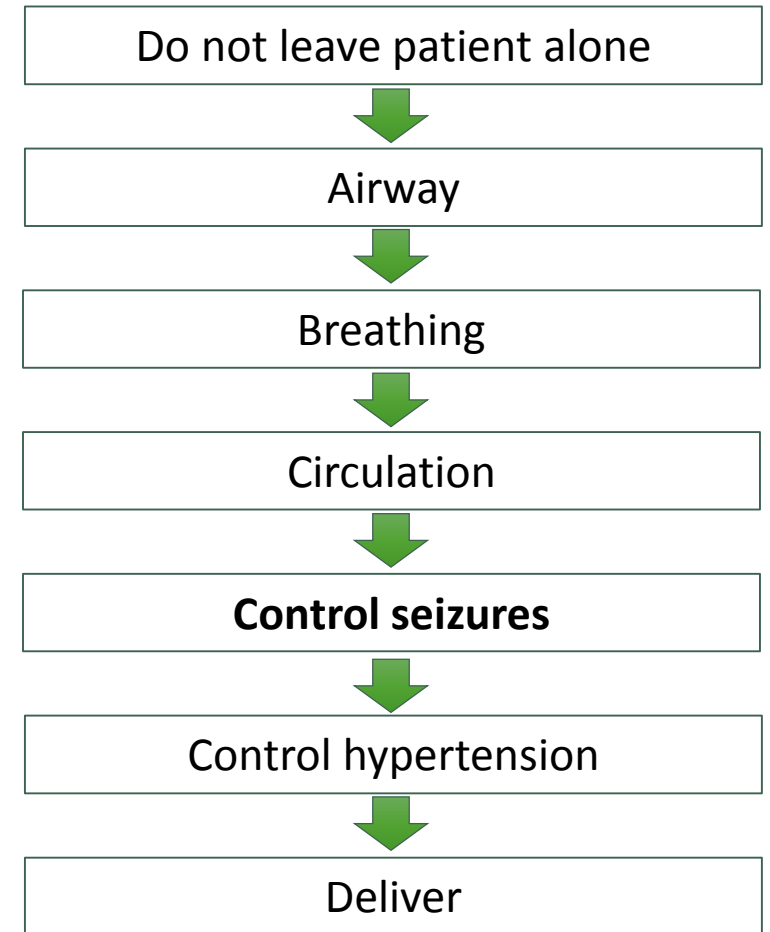 Do not leave patient alone
Airway
Breathing
Circulation
Control seizures
Control hypertension
Deliver